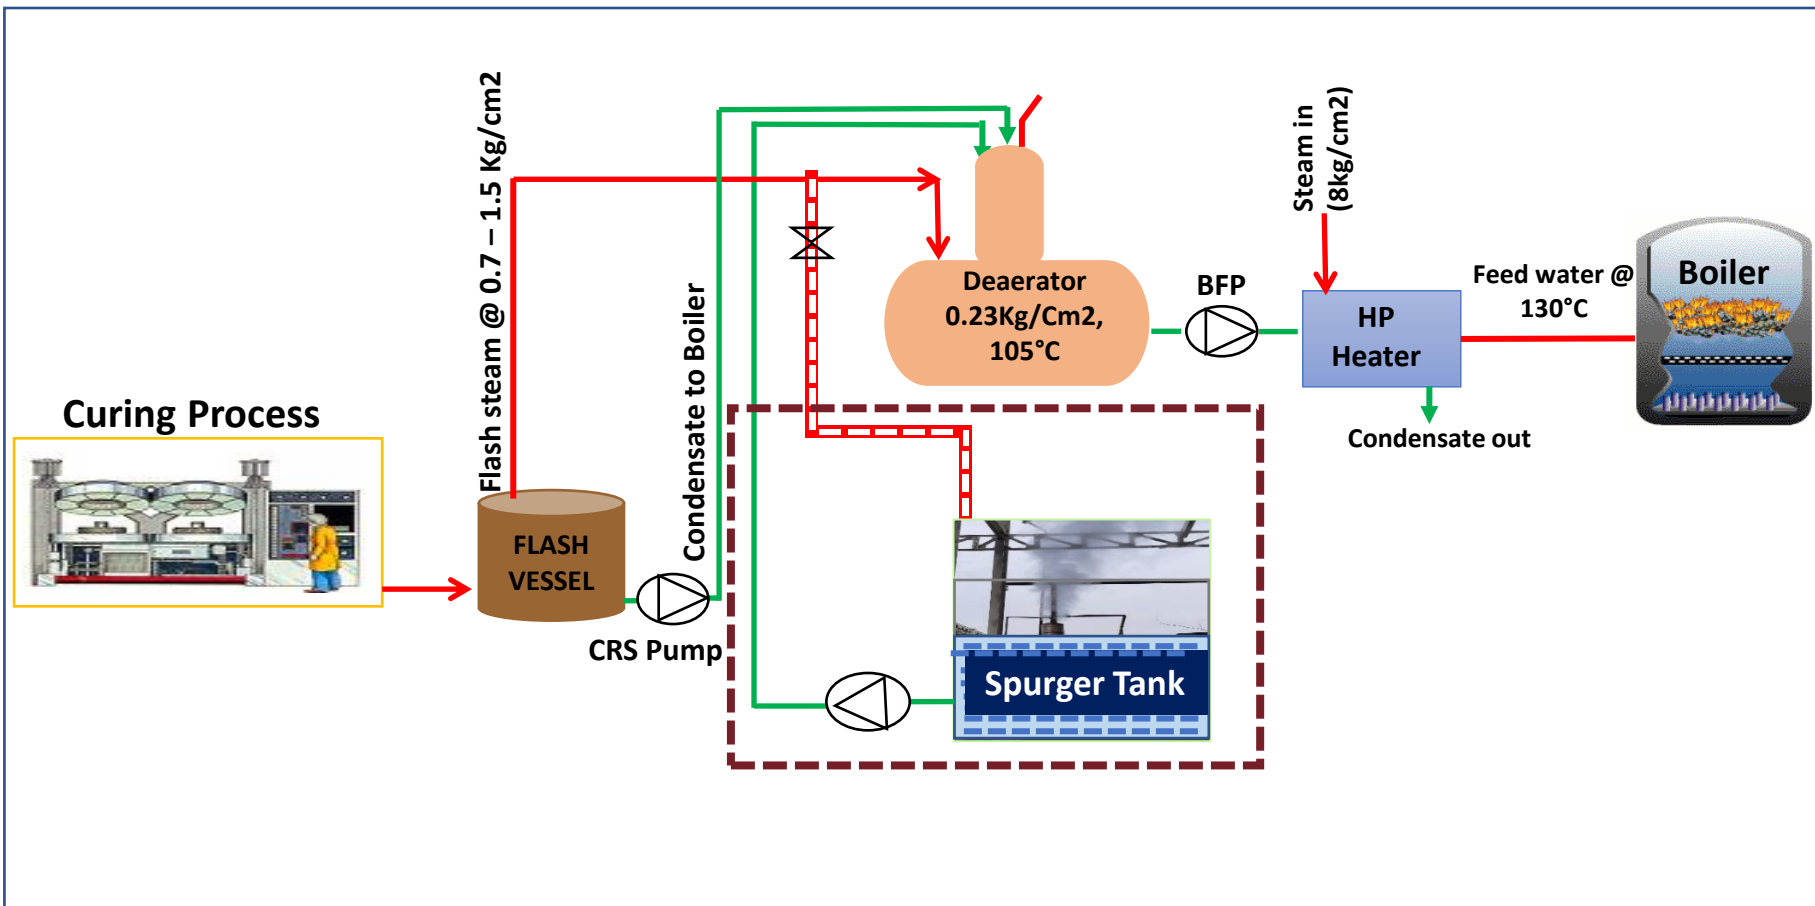 Curing Process
Flash steam @ 0.7 – 1.5 Kg/cm2
FLASH
VESSEL
CRS Pump
Condensate to Boiler
Deaerator
0.23Kg/Cm2,
105°C
Spurger Tank
BFP
Steam in
(8kg/cm2)
HP
Heater
Condensate out
Feed water @
130°C
Boiler